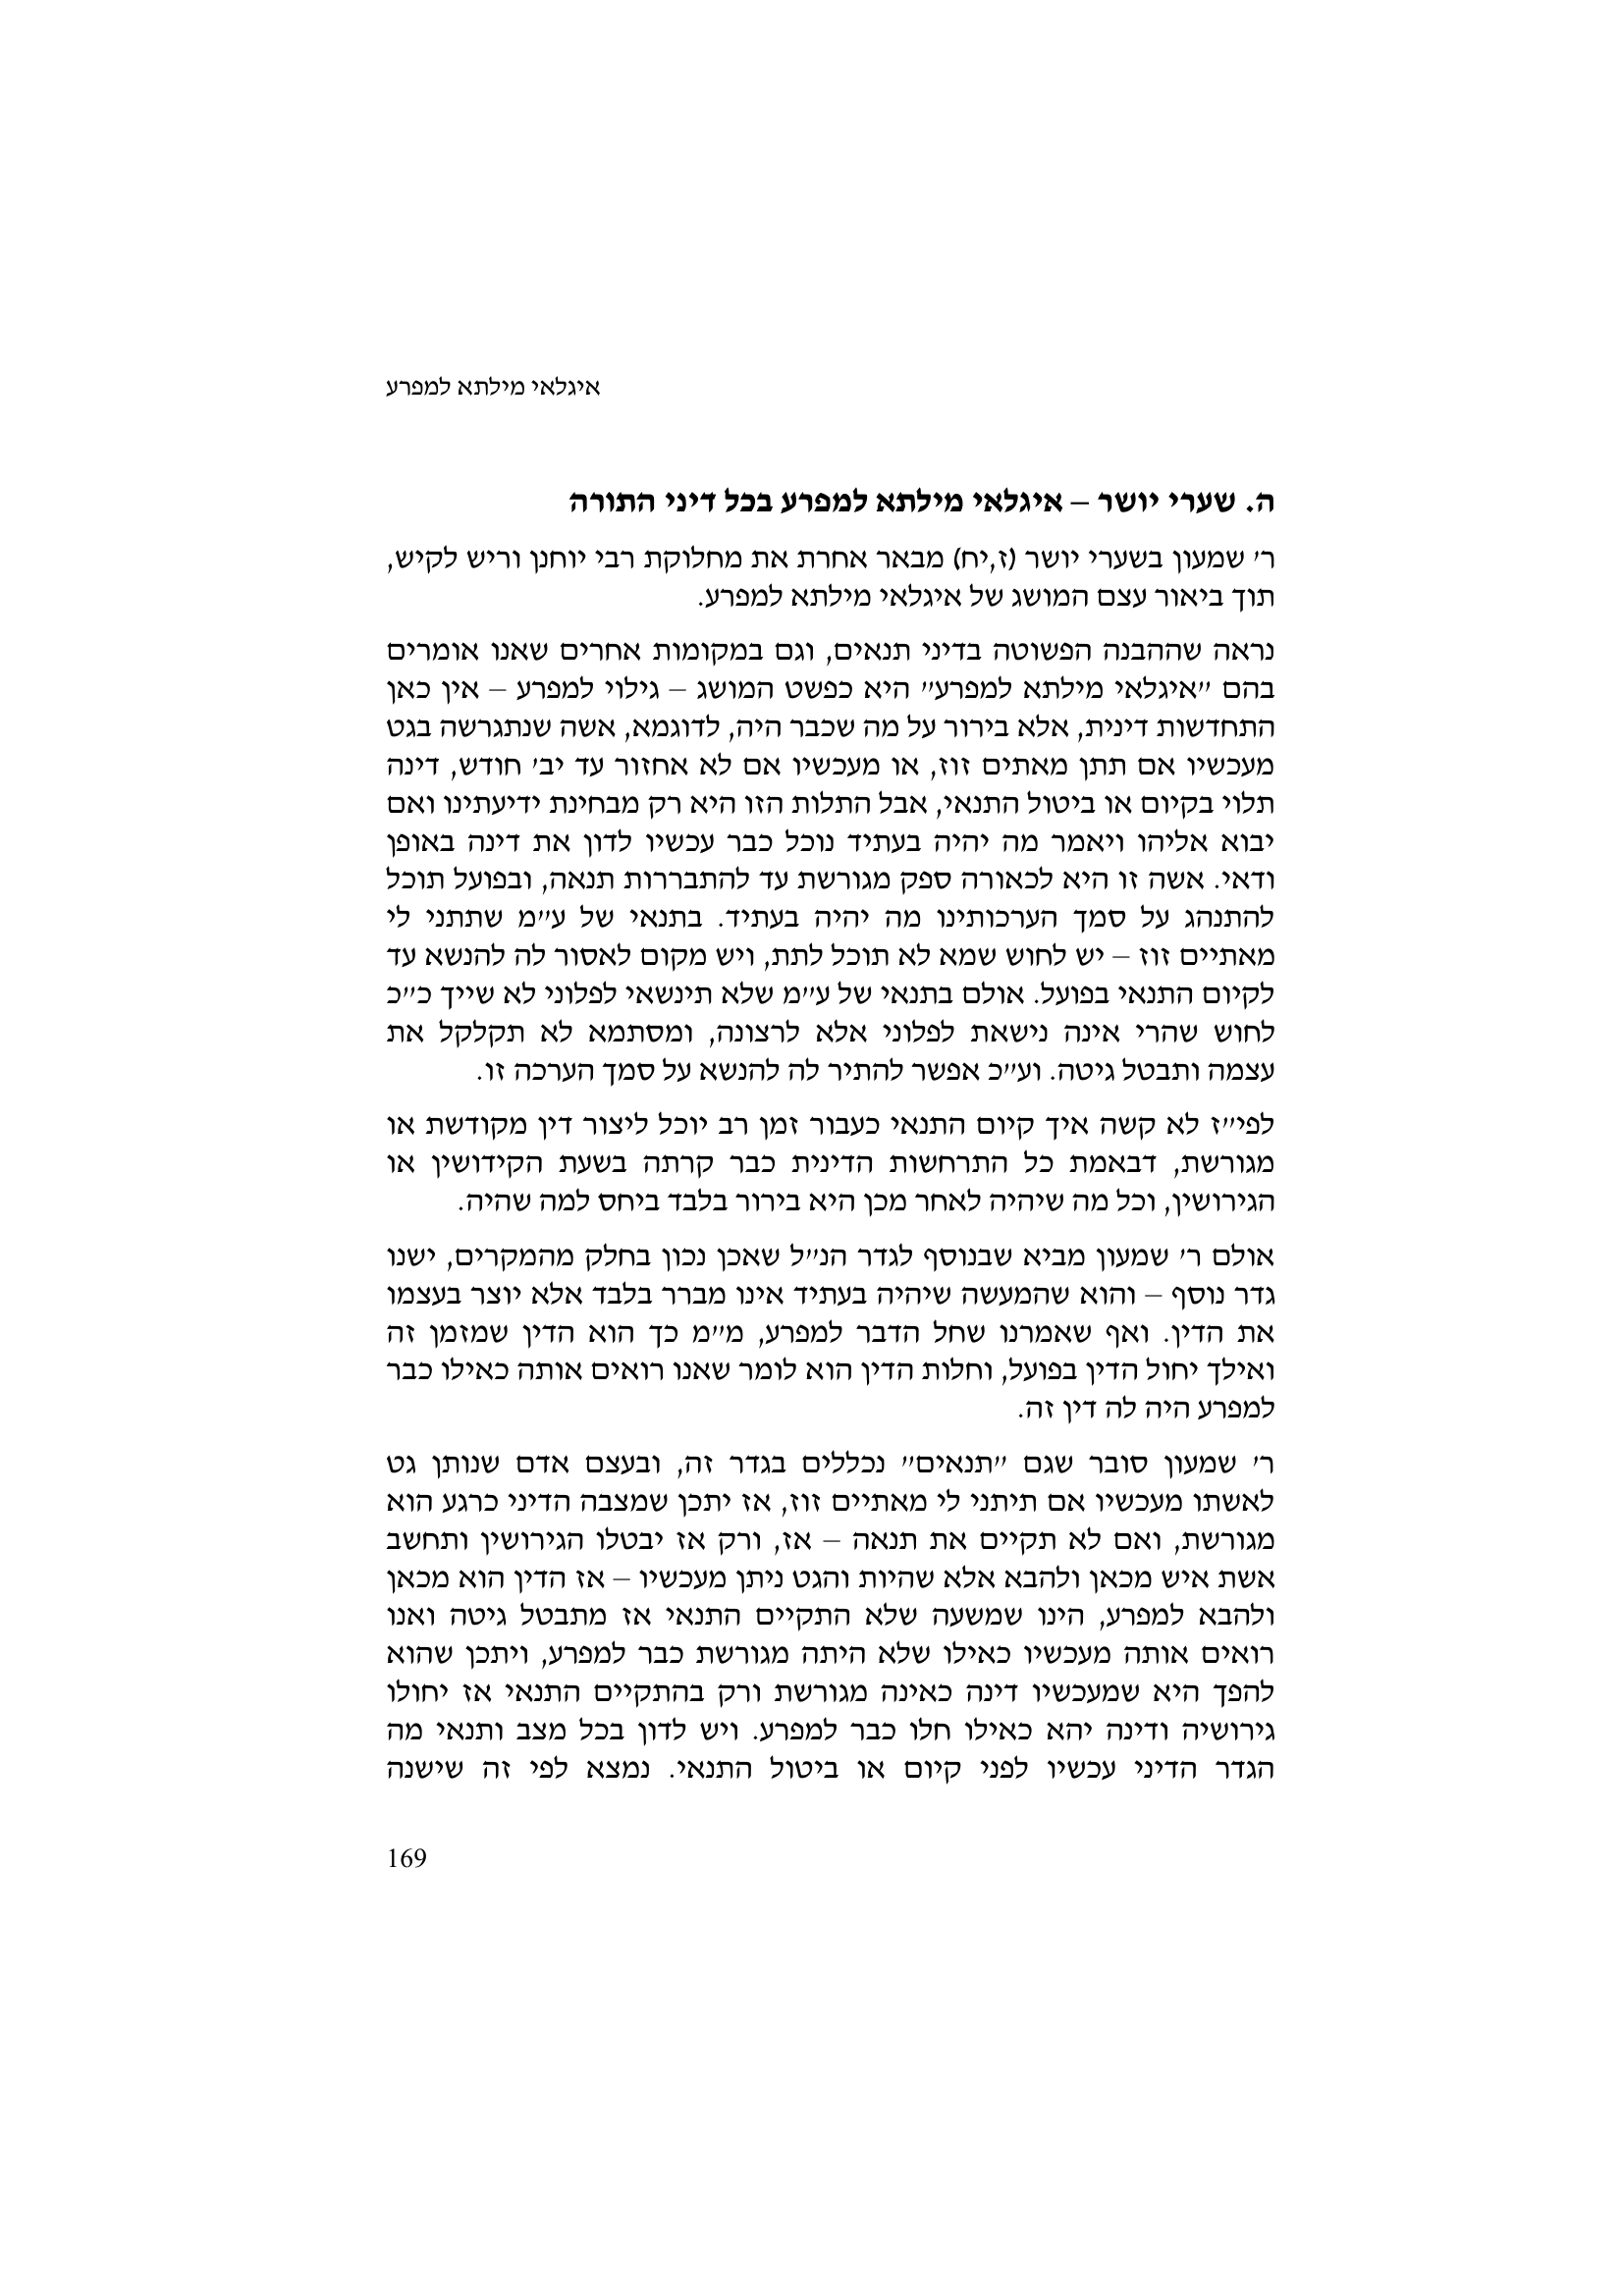 איגלאי מילתא למפרע
ה. שערי יושר – איגלאי מילתא למפרע בכל דיני התורה
ר׳ שמעון בשערי יושר (ז,יח) מבאר אחרת את מחלוקת רבי יוחנן וריש לקיש,
תוך ביאור עצם המושג של איגלאי מילתא למפרע.
נראה שההבנה הפשוטה בדיני תנאים, וגם במקומות אחרים שאנו אומרים
בהם ״איגלאי מילתא למפרע״ היא כפשט המושג – גילוי למפרע – אין כאן
התחדשות דינית, אלא בירור על מה שכבר היה, לדוגמא, אשה שנתגרשה בגט
מעכשיו אם תתן מאתים זוז, או מעכשיו אם לא אחזור עד יב׳ חודש, דינה
תלוי בקיום או ביטול התנאי, אבל התלות הזו היא רק מבחינת ידיעתינו ואם
יבוא אליהו ויאמר מה יהיה בעתיד נוכל כבר עכשיו לדון את דינה באופן
ודאי. אשה זו היא לכאורה ספק מגורשת עד להתבררות תנאה, ובפועל תוכל
להתנהג על סמך הערכותינו מה יהיה בעתיד. בתנאי של ע״מ שתתני לי
מאתיים זוז – יש לחוש שמא לא תוכל לתת, ויש מקום לאסור לה להנשא עד
לקיום התנאי בפועל. אולם בתנאי של ע״מ שלא תינשאי לפלוני לא שייך כ״כ
לחוש שהרי אינה נישאת לפלוני אלא לרצונה, ומסתמא לא תקלקל את
עצמה ותבטל גיטה. וע״כ אפשר להתיר לה להנשא על סמך הערכה זו.
לפי״ז לא קשה איך קיום התנאי כעבור זמן רב יוכל ליצור דין מקודשת או
מגורשת, דבאמת כל התרחשות הדינית כבר קרתה בשעת הקידושין או
הגירושין, וכל מה שיהיה לאחר מכן היא בירור בלבד ביחס למה שהיה.
אולם ר׳ שמעון מביא שבנוסף לגדר הנ״ל שאכן נכון בחלק מהמקרים, ישנו
גדר נוסף – והוא שהמעשה שיהיה בעתיד אינו מברר בלבד אלא יוצר בעצמו
את הדין. ואף שאמרנו שחל הדבר למפרע, מ״מ כך הוא הדין שמזמן זה
ואילך יחול הדין בפועל, וחלות הדין הוא לומר שאנו רואים אותה כאילו כבר
למפרע היה לה דין זה.
ר׳ שמעון סובר שגם ״תנאים״ נכללים בגדר זה, ובעצם אדם שנותן גט
לאשתו מעכשיו אם תיתני לי מאתיים זוז, אז יתכן שמצבה הדיני כרגע הוא
מגורשת, ואם לא תקיים את תנאה – אז, ורק אז יבטלו הגירושין ותחשב
אשת איש מכאן ולהבא אלא שהיות והגט ניתן מעכשיו – אז הדין הוא מכאן
ולהבא למפרע, הינו שמשעה שלא התקיים התנאי אז מתבטל גיטה ואנו
רואים אותה מעכשיו כאילו שלא היתה מגורשת כבר למפרע, ויתכן שהוא
להפך היא שמעכשיו דינה כאינה מגורשת ורק בהתקיים התנאי אז יחולו
גירושיה ודינה יהא כאילו חלו כבר למפרע. ויש לדון בכל מצב ותנאי מה
הגדר הדיני עכשיו לפני קיום או ביטול התנאי. נמצא לפי זה שישנה
169